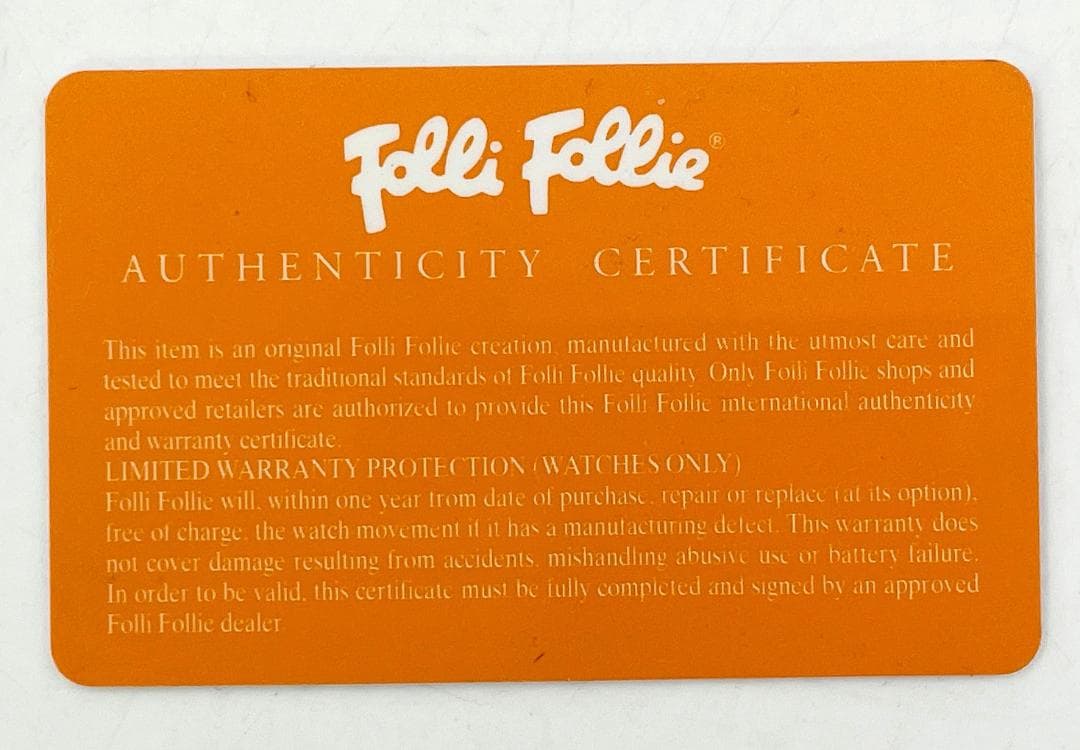 Folli Follie®
AUTHENTICITY CERTIFICATE
This item is an original Folli Follie creation, manufactured with the utmost care and
tested to meet the traditional standards of Folli Follie quality. Only Folli Follie shops and
approved retailers are authorized to provide this Folli Follie international authenticity
and warranty certificate.
LIMITED WARRANTY PROTECTION (WATCHES ONLY)
Folli Follie will, within one year from date of purchase, repair or replace (at its option),
free of charge, the watch movement if it has a manufacturing defect. This warranty does
not cover damage resulting from accidents, mishandling abusive use or battery failure.
In order to be valid, this certificate must be fully completed and signed by an approved
Folli Follie dealer